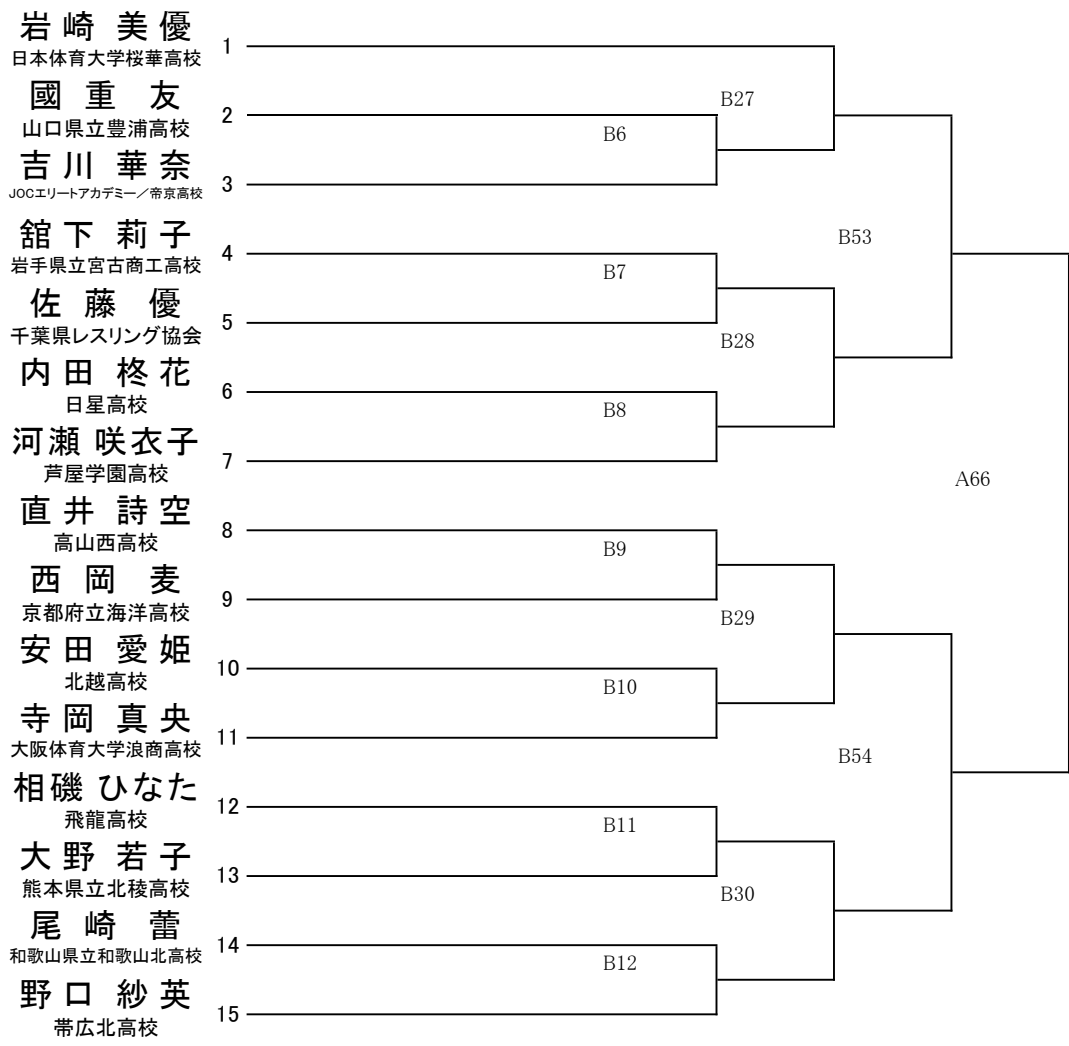 岩崎 美優
日本体育大学桜華高校
1
國重 友
山口県立豊浦高校
2
B27
B6
吉川 華奈
JOCエリートアカデミー／帝京高校
3
舘下 莉子
岩手県立宮古商工高校
4
B53
B7
佐藤 優
千葉県レスリング協会
5
B28
内田 柊花
日星高校
6
B8
河瀬 咲衣子
芦屋学園高校
7
A66
直井 詩空
高山西高校
8
B9
西岡 麦
京都府立海洋高校
9
B29
安田 愛姫
北越高校
10
B10
寺岡 真央
大阪体育大学浪商高校
11
B54
相磯 ひなた
飛龍高校
12
B11
大野 若子
熊本県立北稜高校
13
B30
尾崎 蕾
和歌山県立和歌山北高校
14
B12
野口 紗英
帯広北高校
15